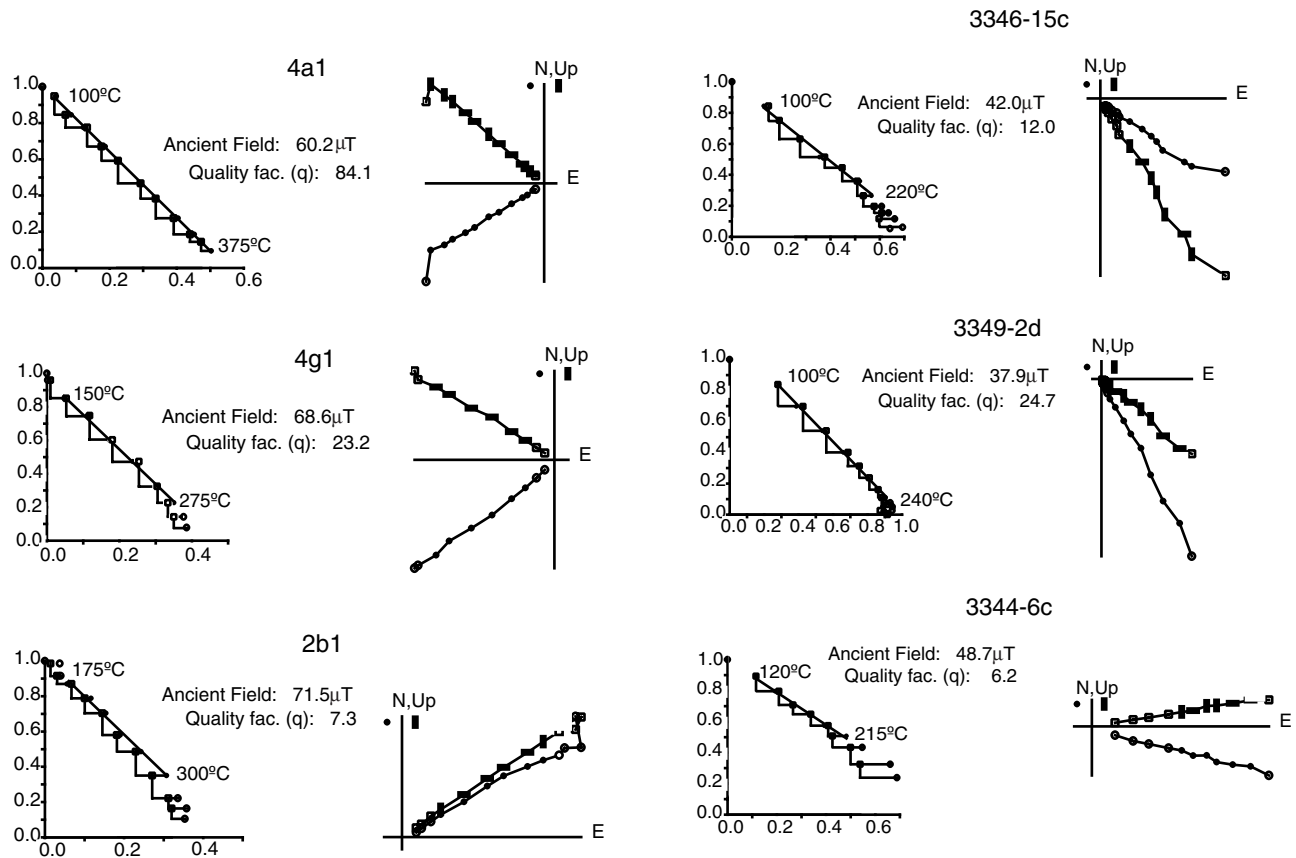 4a1
1.0
0.8
0.6
0.4
0.2
0.0
0.0 0.2 0.4 0.6
100ºC
375ºC
Ancient Field: 60.2μT
Quality fac. (q): 84.1
N,Up
E
3346-15c
1.0
0.8
0.6
0.4
0.2
0.0
0.0 0.2 0.4 0.6
100ºC
220ºC
Ancient Field: 42.0μT
Quality fac. (q): 12.0
N,Up
E
4g1
1.0
0.8
0.6
0.4
0.2
0.0
0.0 0.2 0.4
150ºC
275ºC
Ancient Field: 68.6μT
Quality fac. (q): 23.2
N,Up
E
3349-2d
1.0
0.8
0.6
0.4
0.2
0.0
0.0 0.2 0.4 0.6 0.8 1.0
100ºC
240ºC
Ancient Field: 37.9μT
Quality fac. (q): 24.7
N,Up
E
2b1
1.0
0.8
0.6
0.4
0.2
0.0
0.0 0.2 0.4
175ºC
300ºC
Ancient Field: 71.5μT
Quality fac. (q): 7.3
N,Up
E
3344-6c
1.0
0.8
0.6
0.4
0.2
0.0
0.0 0.2 0.4 0.6
120ºC
215ºC
Ancient Field: 48.7μT
Quality fac. (q): 6.2
N,Up
E